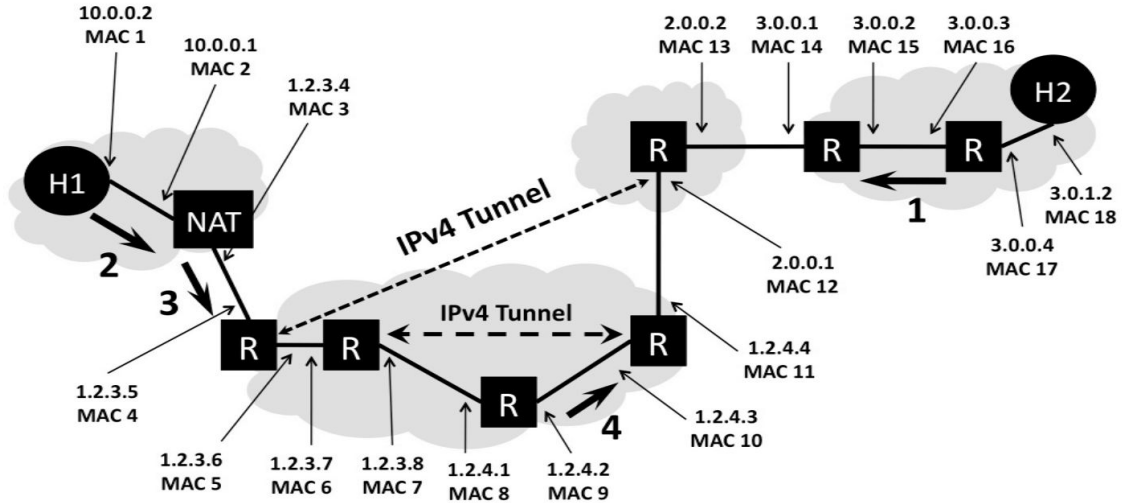 10.0.0.2
MAC 1
10.0.0.1
MAC 2
1.2.3.4
MAC 3
2.0.0.2
MAC 13
3.0.0.1
MAC 14
3.0.0.2
MAC 15
3.0.0.3
MAC 16
H2
H1
NAT
R
R
R
2
3
IPv4 Tunnel
1
3.0.1.2
MAC 18
3.0.0.4
MAC 17
2.0.0.1
MAC 12
IPv4 Tunnel
R
R
R
R
4
1.2.3.5
MAC 4
1.2.4.4
MAC 11
1.2.4.3
MAC 10
1.2.3.6
MAC 5
1.2.3.7
MAC 6
1.2.3.8
MAC 7
1.2.4.1
MAC 8
1.2.4.2
MAC 9